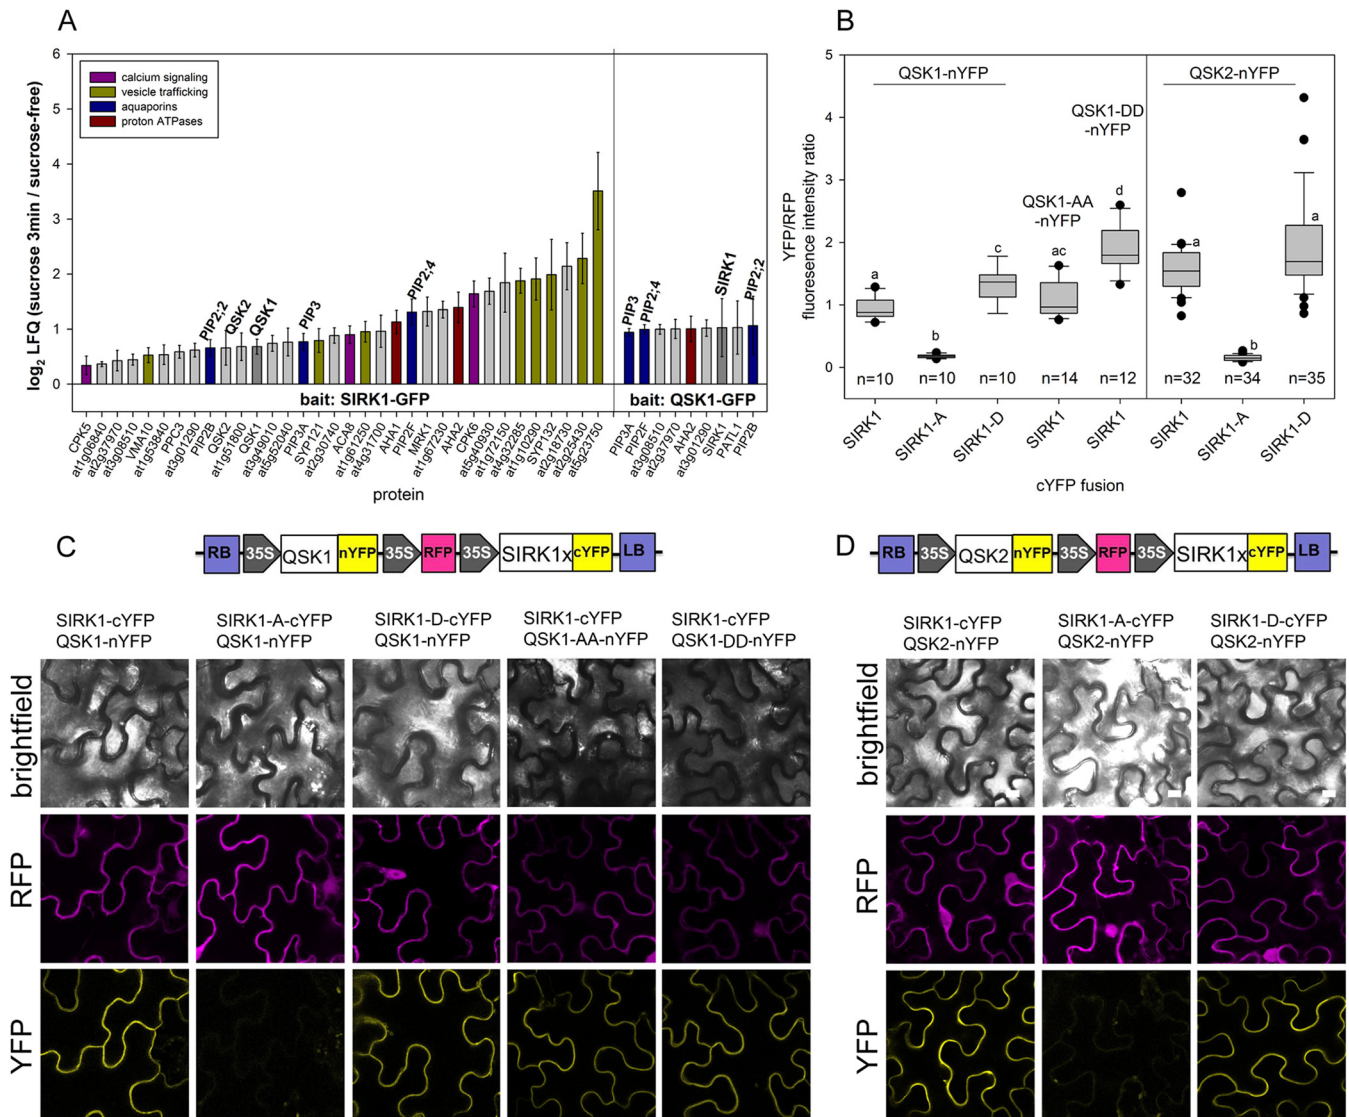 A
log2 LFQ (sucrose 3min / sucrose-free)
6
5
4
3
2
1
0
calcium signaling
vesicle trafficking
aquaporins
proton ATPases
PIP2;2
QSK2
QSK1
PIP3
PIP2;4
PIP3
PIP2;4
SIRK1
PIP2;2
bait: SIRK1-GFP
bait: QSK1-GFP
CPK5
at1g06840
at2g37970
at3g08510
VMA10
at1g53840
PPC3
at3g01290
PIP2B
QSK2
at1g51800
QSK1
at3g49010
at5g52040
PIP3A
SYP121
at2g30740
ACA8
at1g61250
at4g31700
AHA1
PIP2F
MRK1
at1g67230
AHA2
CPK6
at5g40930
at1g72150
at4g32285
at1g10290
SYP132
at2g18730
at2g25430
at5g23750
PIP3A
PIP2F
at3g08510
at2g37970
AHA2
at3g01290
SIRK1
PATL1
PIP2B
protein
B
YFP/RFP
fluoresence intensity ratio
5
4
3
2
1
0
QSK1-nYFP
QSK2-nYFP
QSK1-DD
-nYFP
QSK1-AA
-nYFP
a
b
c
ac
d
a
b
a
n=10
n=10
n=10
n=14
n=12
n=32
n=34
n=35
SIRK1
SIRK1-A
SIRK1-D
SIRK1
SIRK1
SIRK1
SIRK1-A
SIRK1-D
cYFP fusion
C
RB 35S QSK1 nYFP 35S RFP 35S SIRK1x cYFP LB
SIRK1-cYFP
QSK1-nYFP
SIRK1-A-cYFP
QSK1-nYFP
SIRK1-D-cYFP
QSK1-nYFP
SIRK1-cYFP
QSK1-AA-nYFP
SIRK1-cYFP
QSK1-DD-nYFP
brightfield
RFP
YFP
D
RB 35S QSK2 nYFP 35S RFP 35S SIRK1x cYFP LB
SIRK1-cYFP
QSK2-nYFP
SIRK1-A-cYFP
QSK2-nYFP
SIRK1-D-cYFP
QSK2-nYFP
brightfield
RFP
YFP